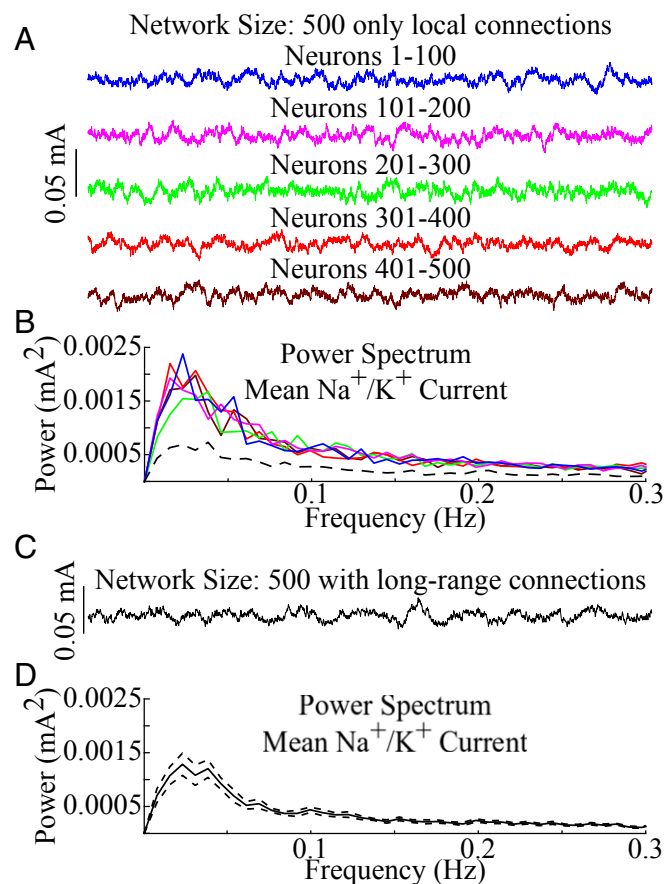 A
Network Size: 500 only local connections
Neurons 1-100
Neurons 101-200
0.05 mA
Neurons 201-300
Neurons 301-400
Neurons 401-500
B
Power (mA2)
0.0025
0.0015
0.0005
Power Spectrum
Mean Na+/K+ Current
0.1 0.2 0.3
Frequency (Hz)
C
0.05 mA
Network Size: 500 with long-range connections
D
Power (mA2)
0.0025
0.0015
0.0005
Power Spectrum
Mean Na+/K+ Current
0.1 0.2 0.3
Frequency (Hz)